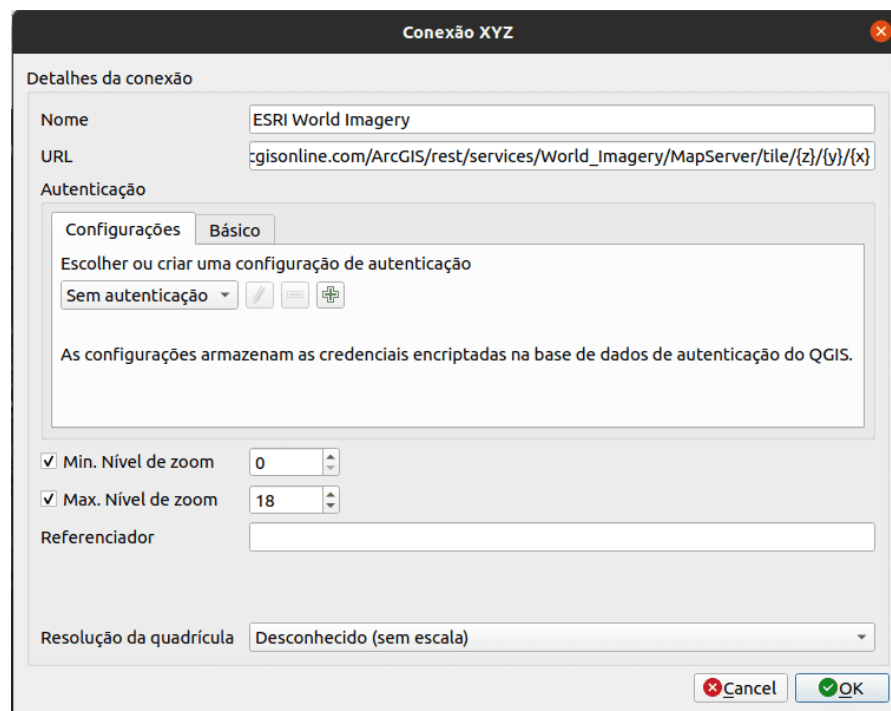 Conexão XYZ
Detalhes da conexão
Nome ESRI World Imagery
URL cgisonline.com/ArcGIS/rest/services/World_Imagery/MapServer/tile/{z}/{y}/{x}
Autenticação
Configurações Básico
Escolher ou criar uma configuração de autenticação
Sem autenticação
As configurações armazenam as credenciais encriptadas na base de dados de autenticação do QGIS.
Min. Nível de zoom 0
Max. Nível de zoom 18
Referenciador
Resolução da quadrícula Desconhecido (sem escala)
Cancel OK